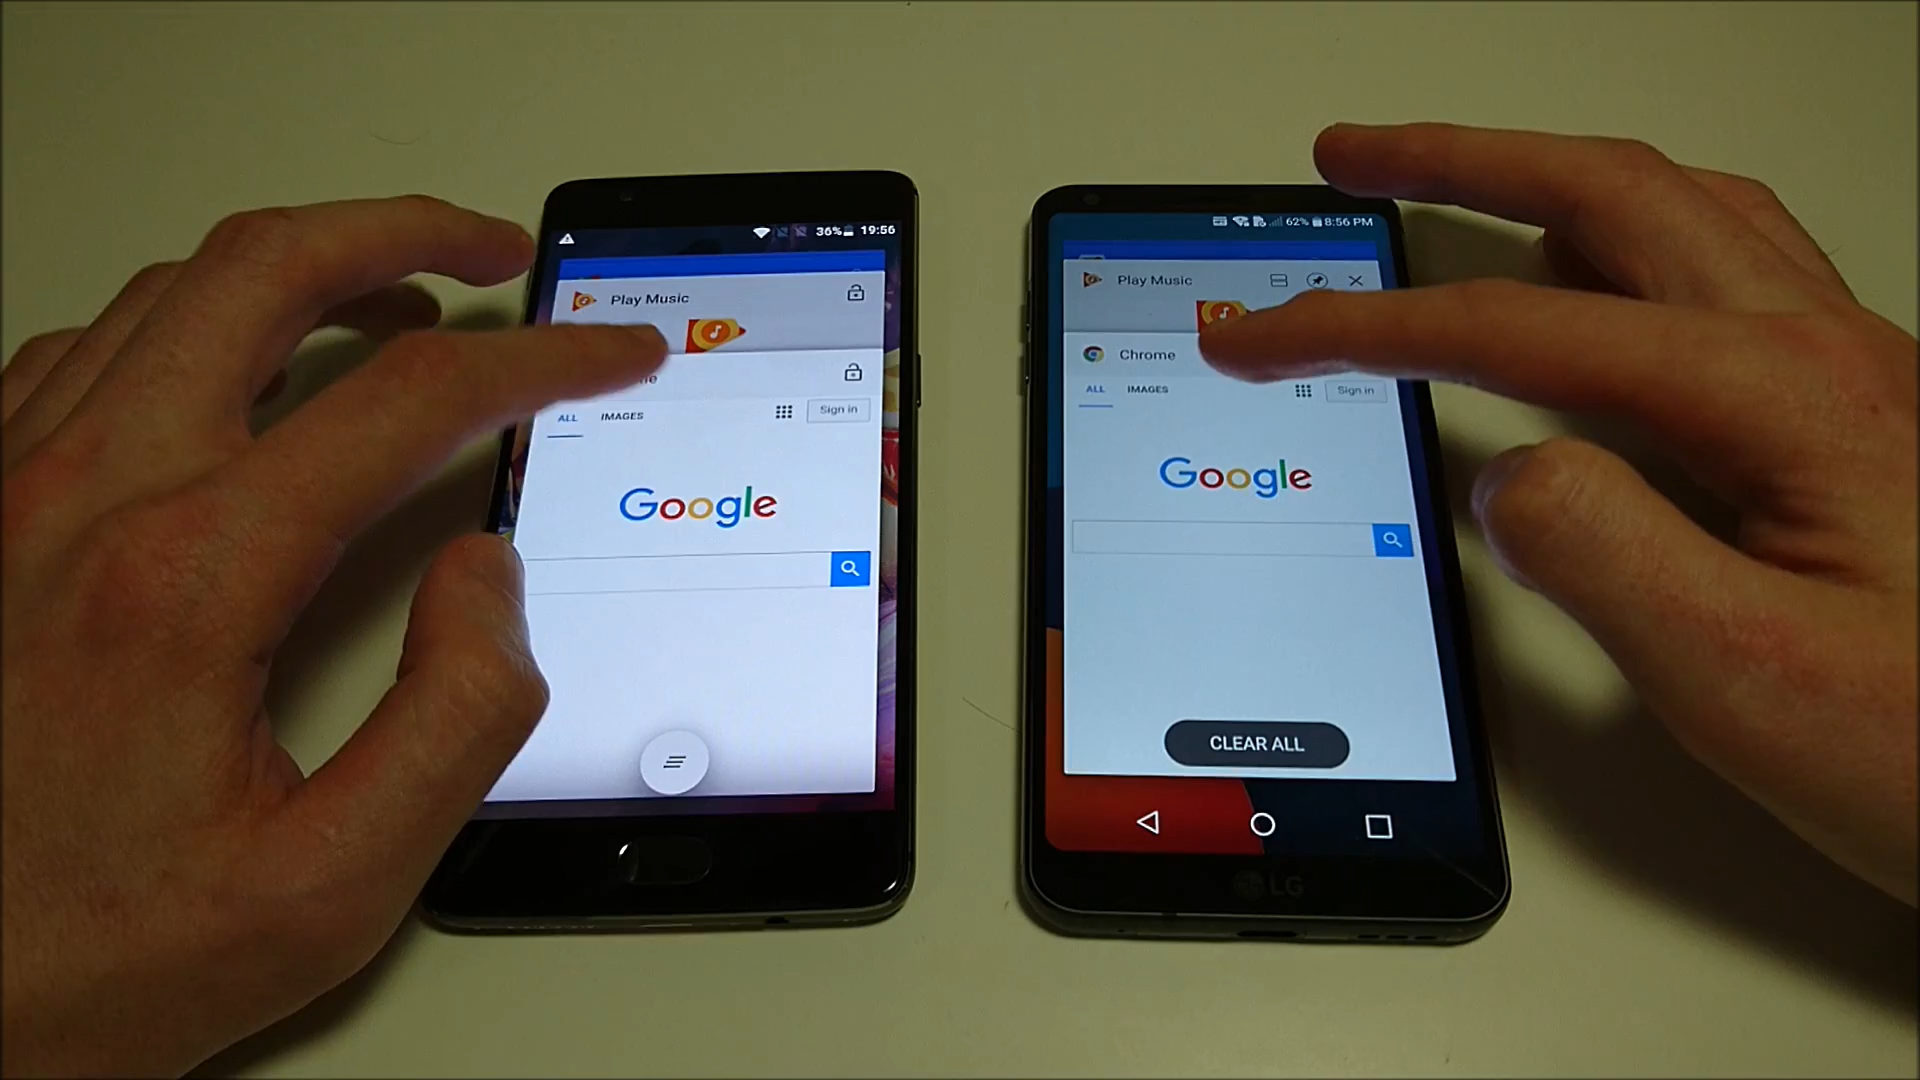 36% 19:56
Play Music
ALL IMAGES Sign in
Google
62% 8:56 PM
Play Music
Chrome
ALL IMAGES Sign in
Google
CLEAR ALL
LG